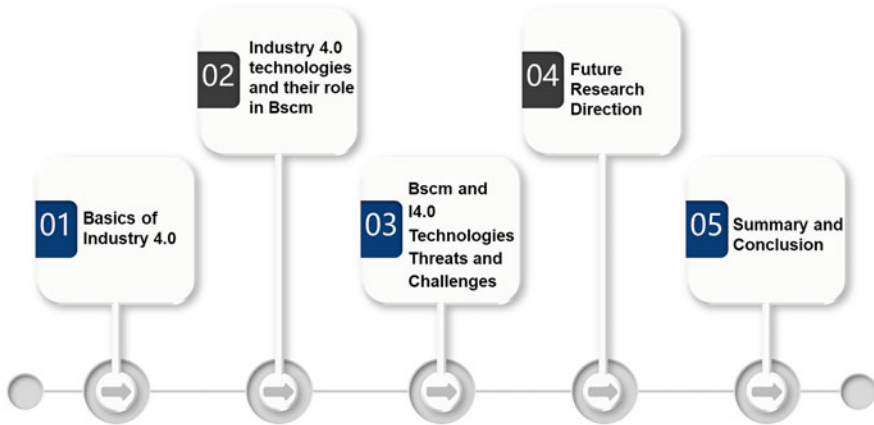 01
Basics of
Industry 4.0
02
Industry 4.0
technologies
and their role
in Bscm
03
Bscm and
I4.0
Technologies
Threats and
Challenges
04
Future
Research
Direction
05
Summary and
Conclusion